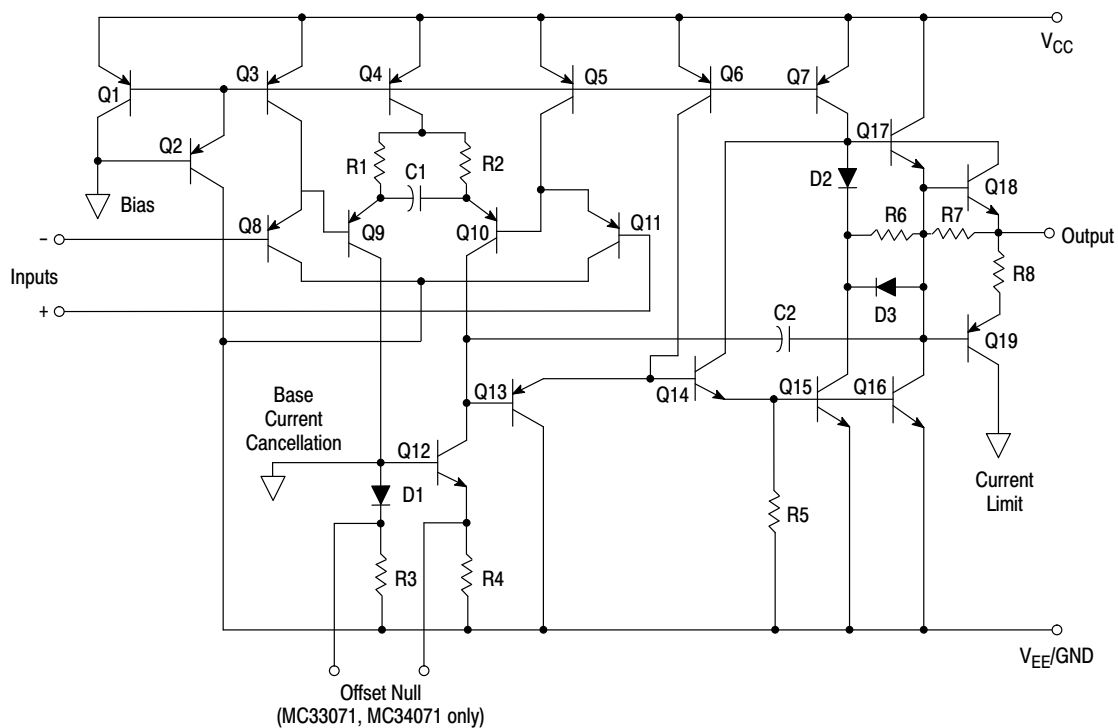 V_CC
Q1
Q3
Q4
Q5
Q6
Q7
Q2
Q17
R1
C1
R2
D2
Q18
Bias
Q8
Q9
Q10
Q11
R6
R7
Output
−
Inputs
+
R8
D3
C2
Q19
Q13
Q14
Q15
Q16
Base
Current
Cancellation
Q12
Current
Limit
D1
R5
R3
R4
V_EE/GND
Offset Null
(MC33071, MC34071 only)